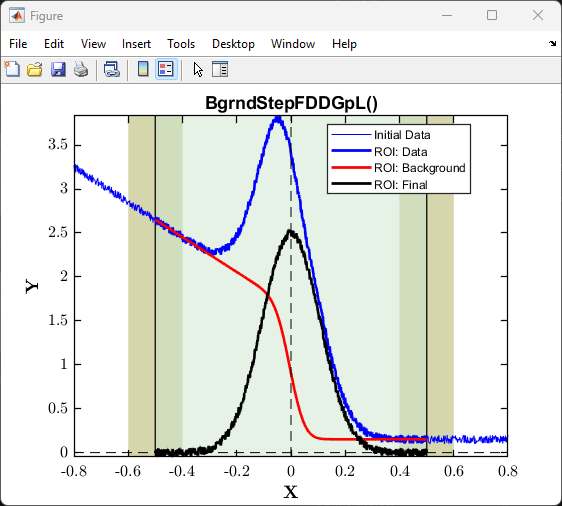 Figure
File Edit View Insert Tools Desktop Window Help
BgrndStepFDDGpL()
Initial Data
ROI: Data
ROI: Background
ROI: Final
3.5
3
2.5
2
1.5
1
0.5
0
Y
-0.8 -0.6 -0.4 -0.2 0 0.2 0.4 0.6 0.8
X